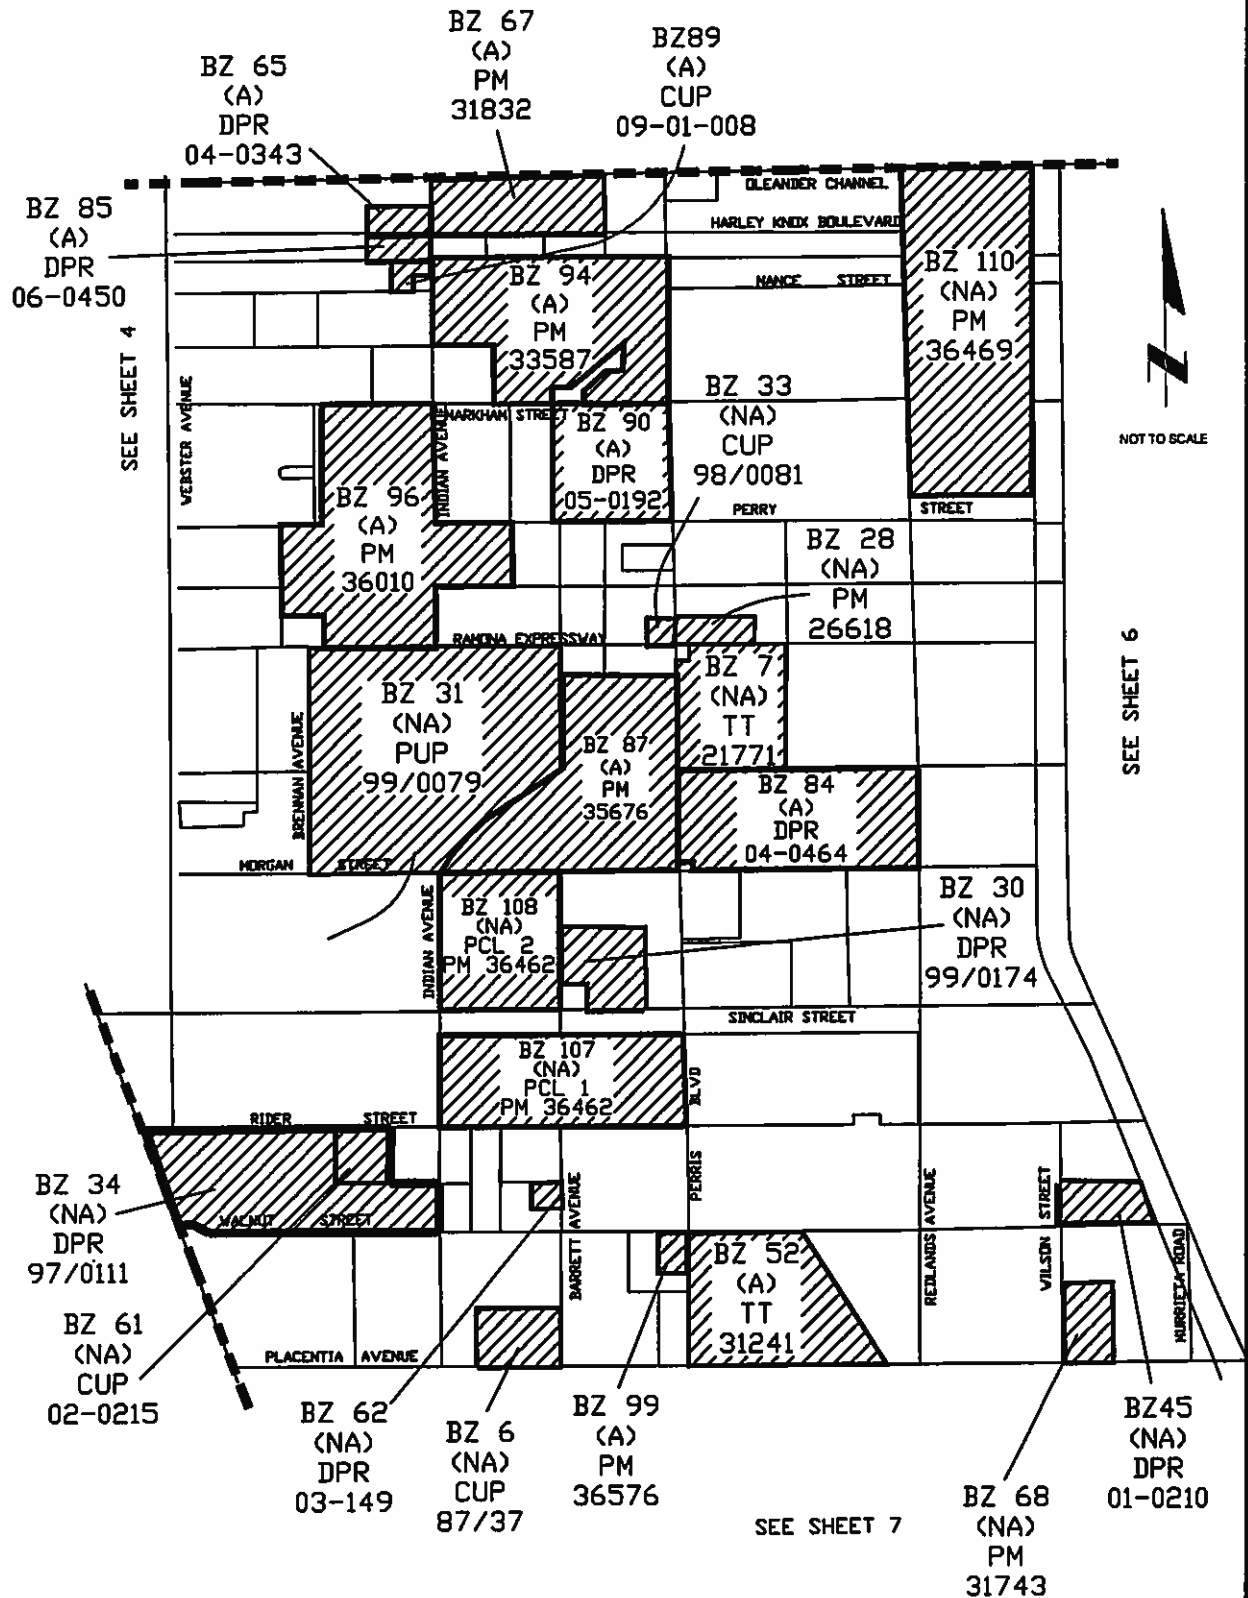 BZ 67
(A)
PM
31832
BZ89
(A)
CUP
09-01-008
BZ 65
(A)
DPR
04-0343
BZ 85
(A)
DPR
06-0450
OLEANDER CHANNEL
HARLEY KNOX BOULEVARD
NANCE STREET
BZ 94
(A)
PM
33587
BZ 110
(NA)
PM
36469
NOT TO SCALE
SEE SHEET 4
WEBSTER AVENUE
INDIAN AVENUE
MARKHAM STREET
BZ 90
(A)
DPR
05-0192
BZ 33
(NA)
CUP
98/0081
BZ 96
(A)
PM
36010
PERRY STREET
BZ 28
(NA)
PM
26618
RAMONA EXPRESSWAY
SEE SHEET 6
BZ 31
(NA)
PUP
99/0079
BZ 7
(NA)
TT
21771
BZ 87
(A)
PM
35676
BRENNAN AVENUE
BZ 84
(A)
DPR
04-0464
MORGAN STREET
INDIAN AVENUE
BZ 108
(NA)
PCL 2
PM 36462
BZ 30
(NA)
DPR
99/0174
SINCLAIR STREET
BZ 107
(NA)
PCL 1
PM 36462
PERRIS BLVD
RIDER STREET
BZ 34
(NA)
DPR
97/0111
WALNUT STREET
BARRETT AVENUE
REDLANDS AVENUE
WILSON STREET
MURRIETA ROAD
BZ 52
(A)
TT
31241
BZ 61
(NA)
CUP
02-0215
PLACENTIA AVENUE
BZ 62
(NA)
DPR
03-149
BZ 6
(NA)
CUP
87/37
BZ 99
(A)
PM
36576
BZ45
(NA)
DPR
01-0210
BZ 68
(NA)
PM
31743
SEE SHEET 7